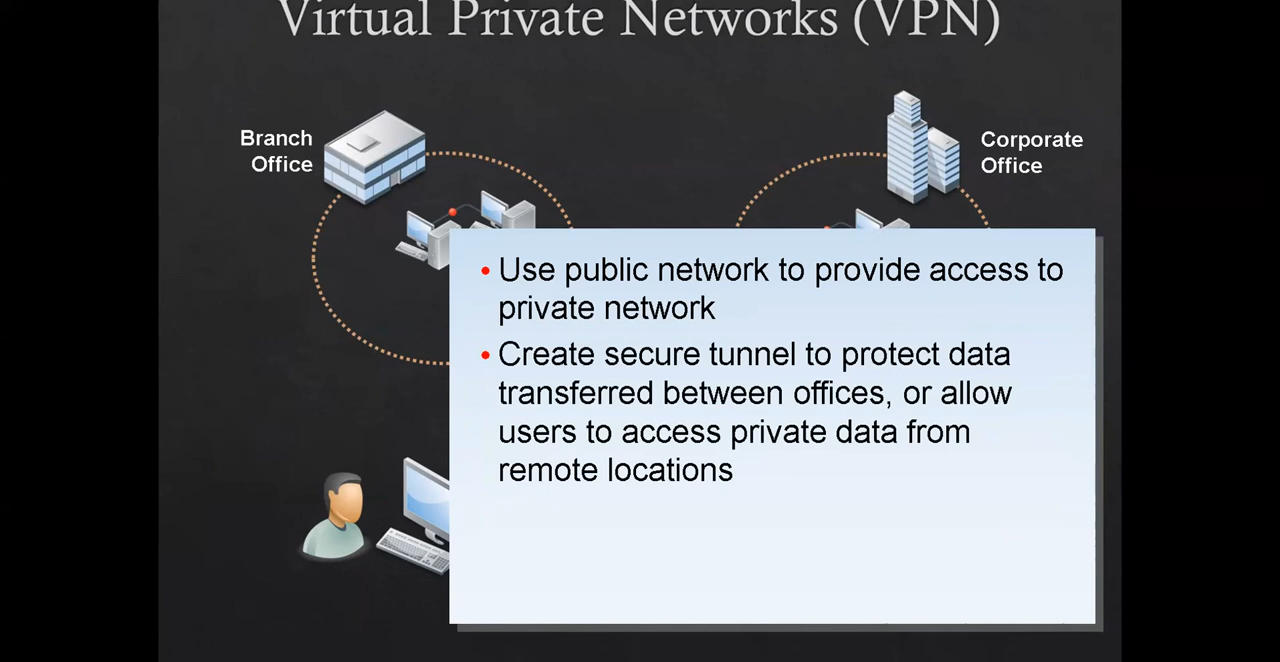 Virtual Private Networks (VPN)
Branch
Office
Corporate
Office
• Use public network to provide access to
private network
• Create secure tunnel to protect data
transferred between offices, or allow
users to access private data from
remote locations